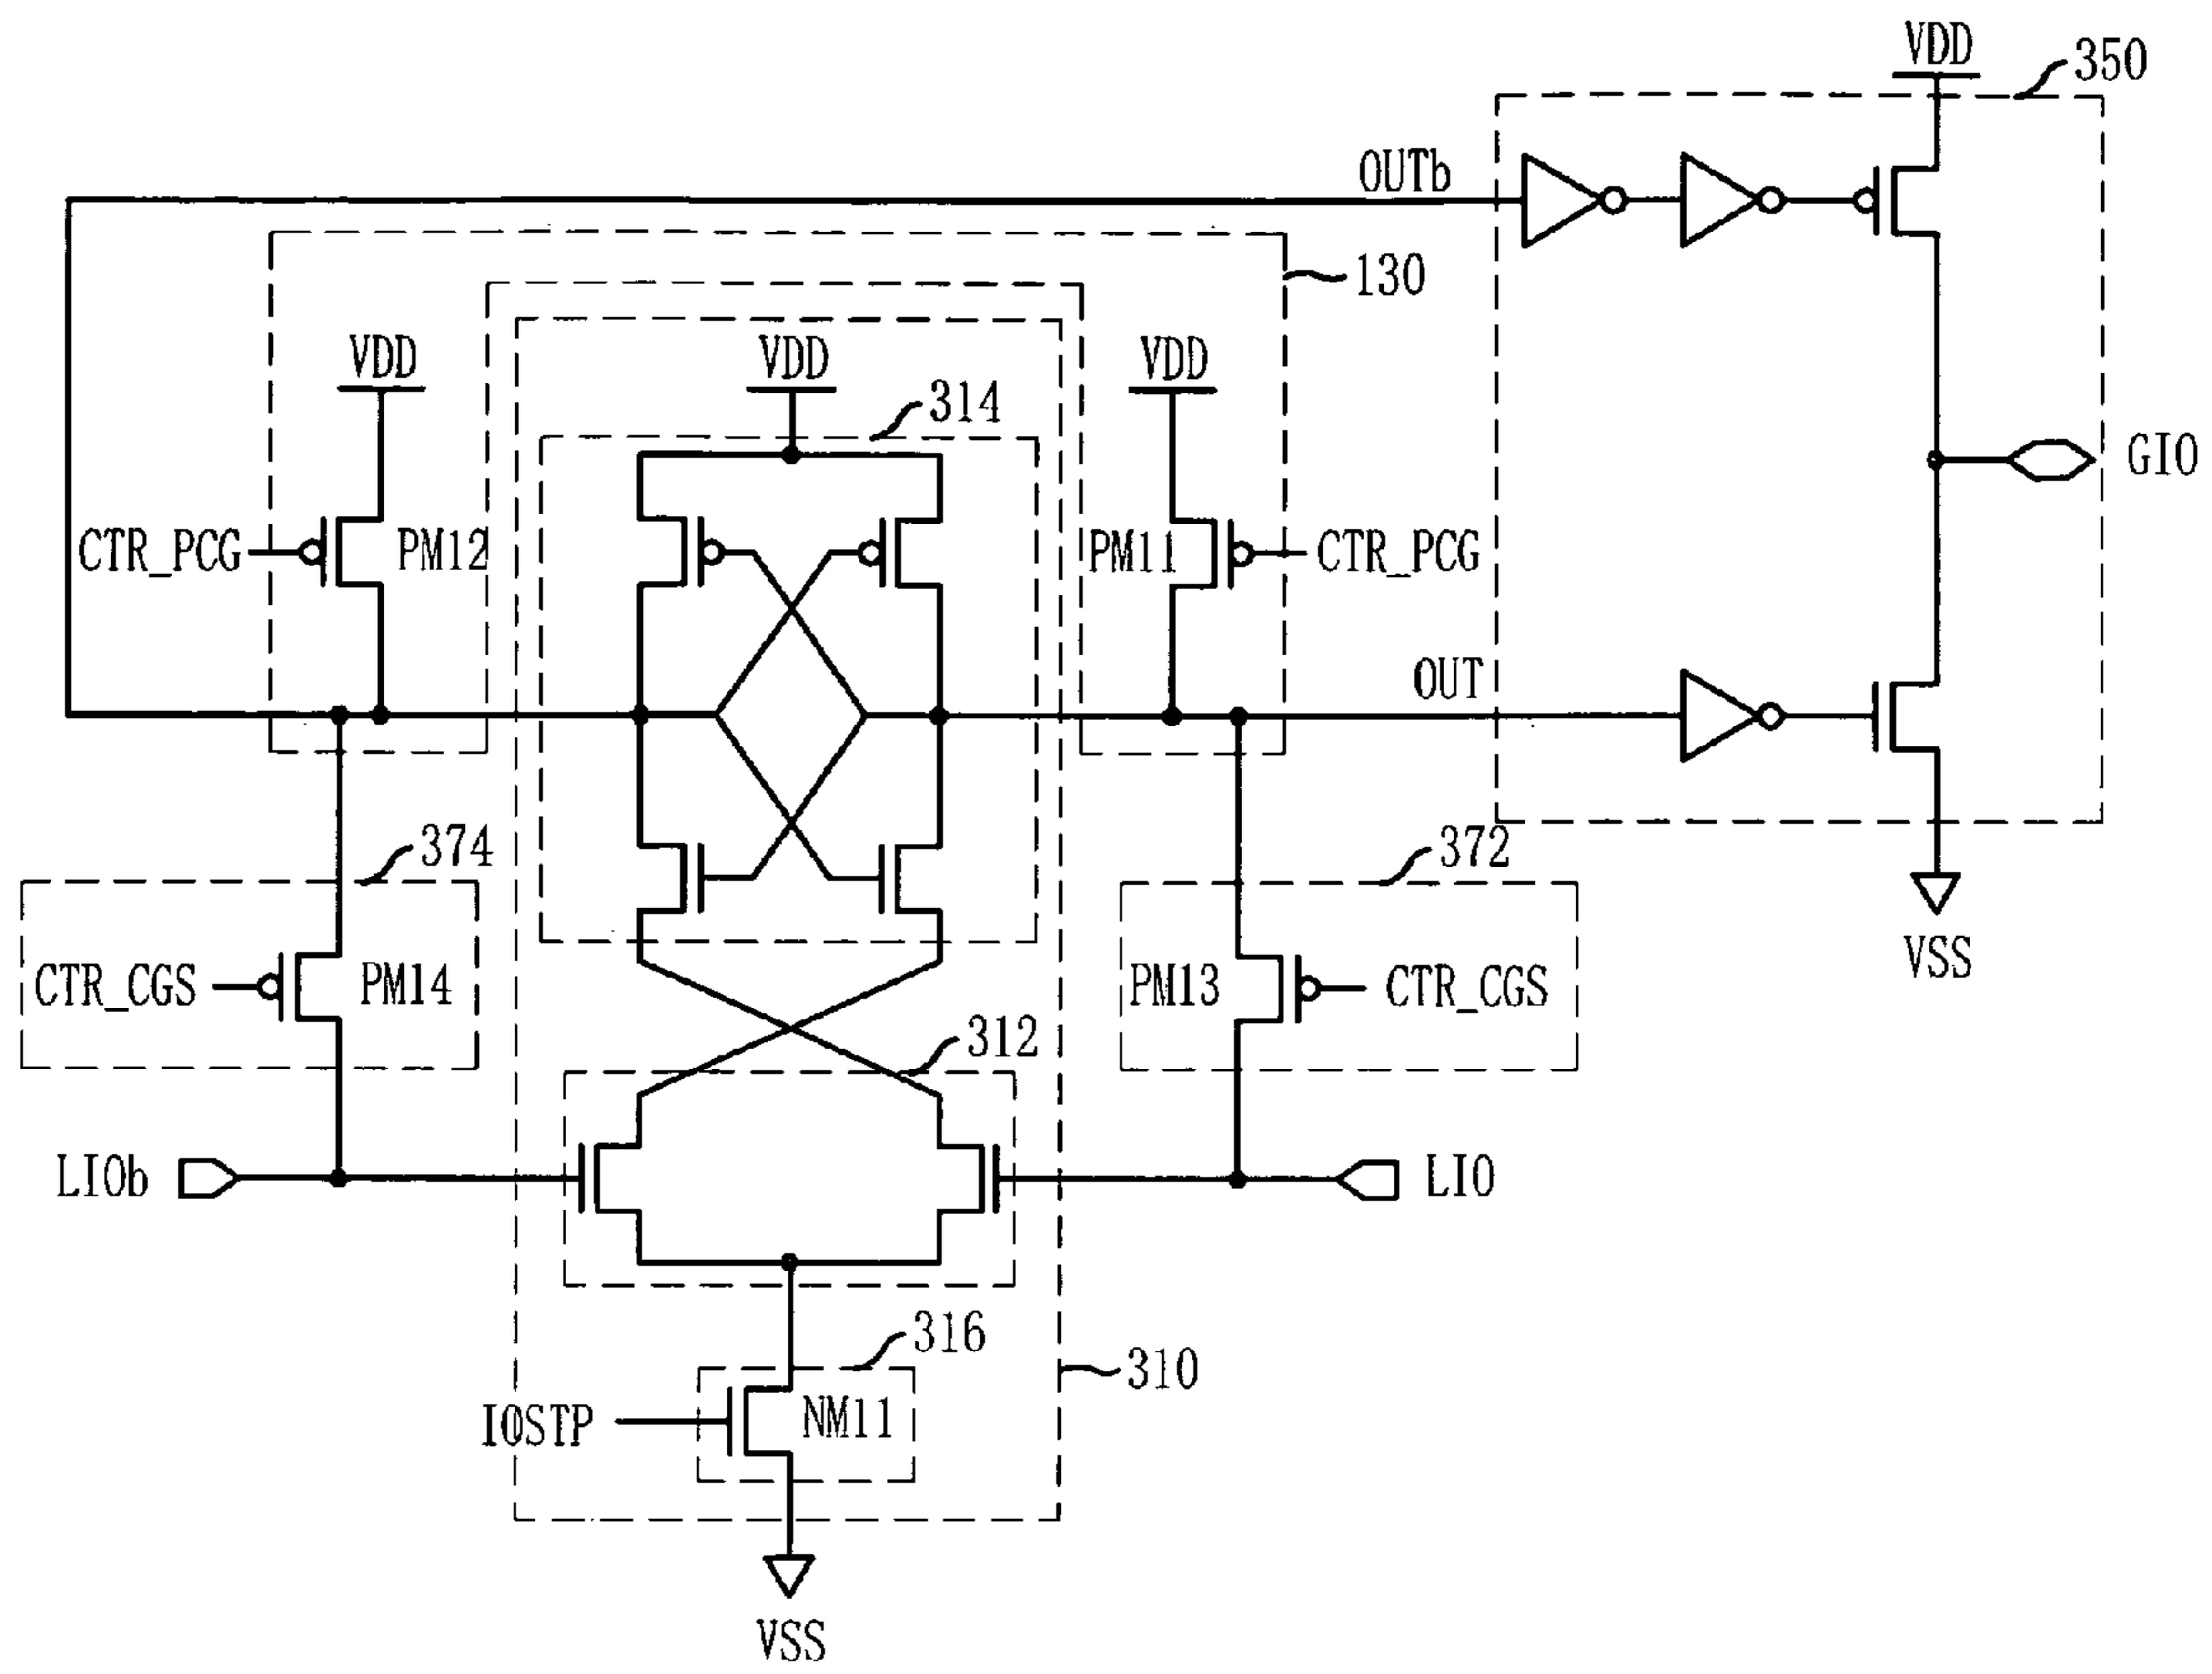 VDD
350
OUTb
130
VDD
VDD
VDD
314
GIO
CTR_PCG
PM12
PM11
CTR_PCG
OUT
374
372
VSS
CTR_CGS
PM14
PM13
CTR_CGS
312
LIOb
LIO
316
310
IOSTP
NM11
VSS